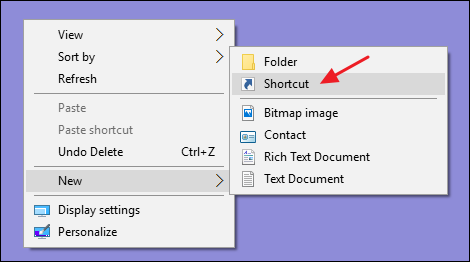 View
Sort by
Refresh
Paste
Paste shortcut
Undo Delete Ctrl+Z
New
Display settings
Personalize
Folder
Shortcut
Bitmap image
Contact
Rich Text Document
Text Document